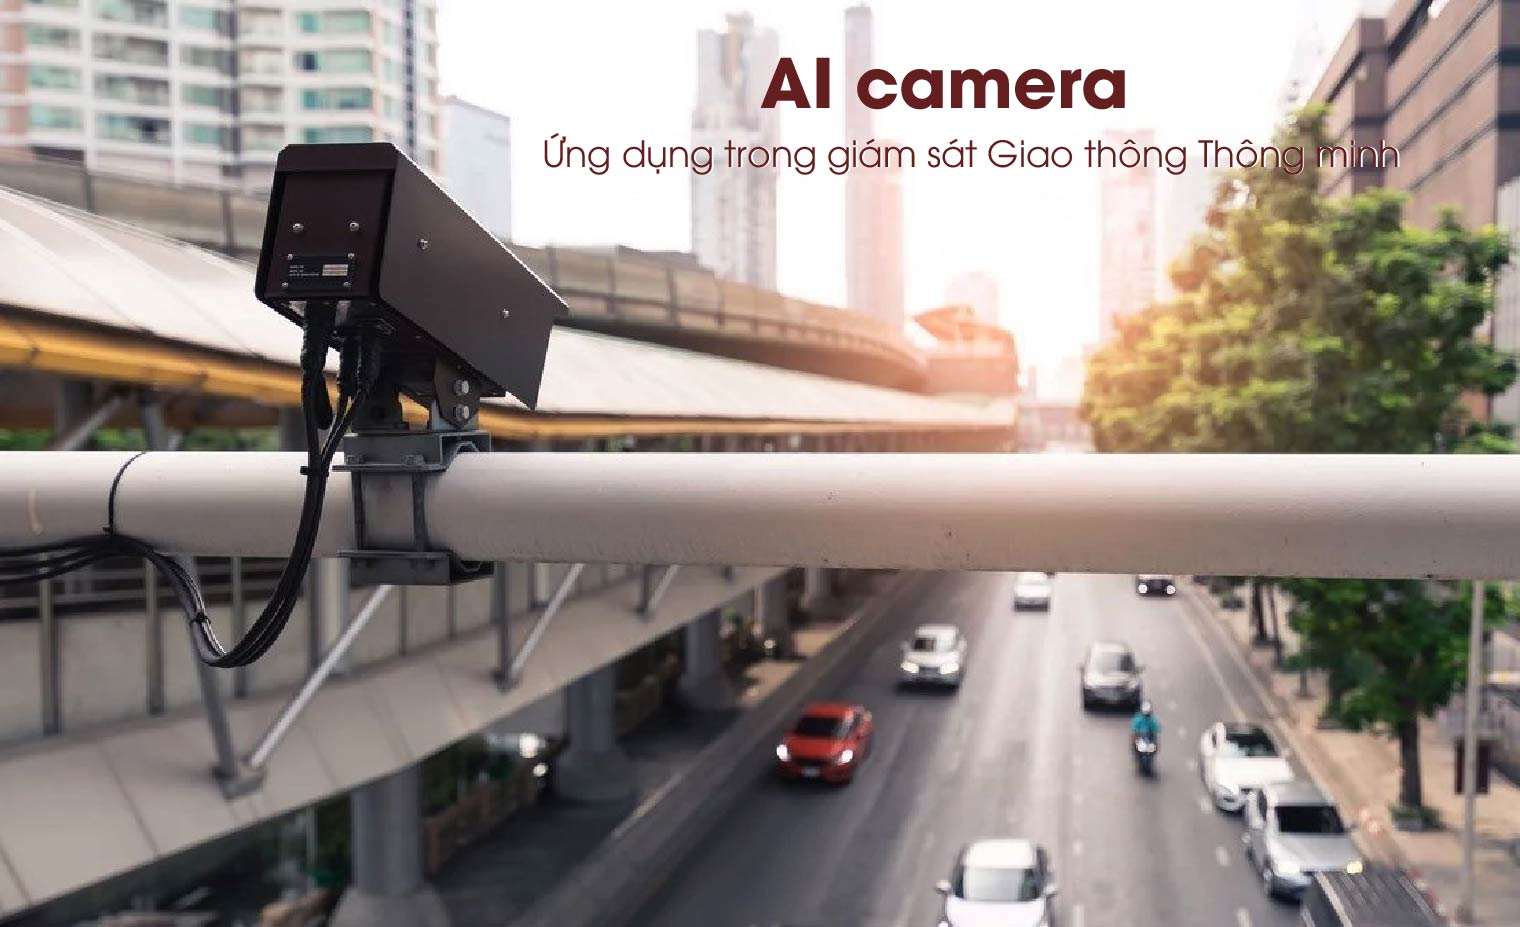 AI camera
Ứng dụng trong giám sát Giao thông Thông minh